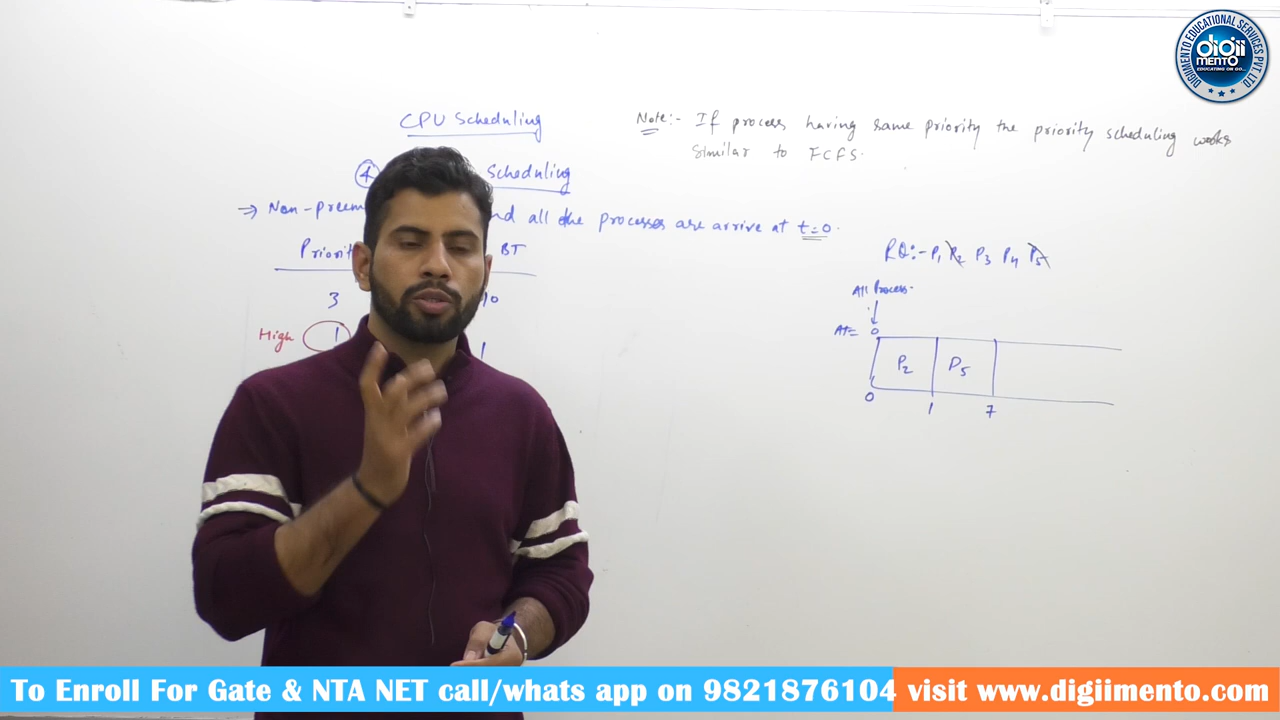 DIGIIMENTO EDUCATIONAL SERVICES PVT LTD
digii
MENTO
EDUCATING ON GO...
CPU Scheduling
Note:- If process having same priority the priority scheduling works
similar to FCFS.
4 Scheduling
⇒ all the processes are arrive at t=0.
BT
RQ:- P1 P2 P3 P4 P5
3
All Process.
High 1 1
AT= 0
P2 P5
0 1 7
To Enroll For Gate & NTA NET call/whats app on 9821876104 visit www.digiimento.com